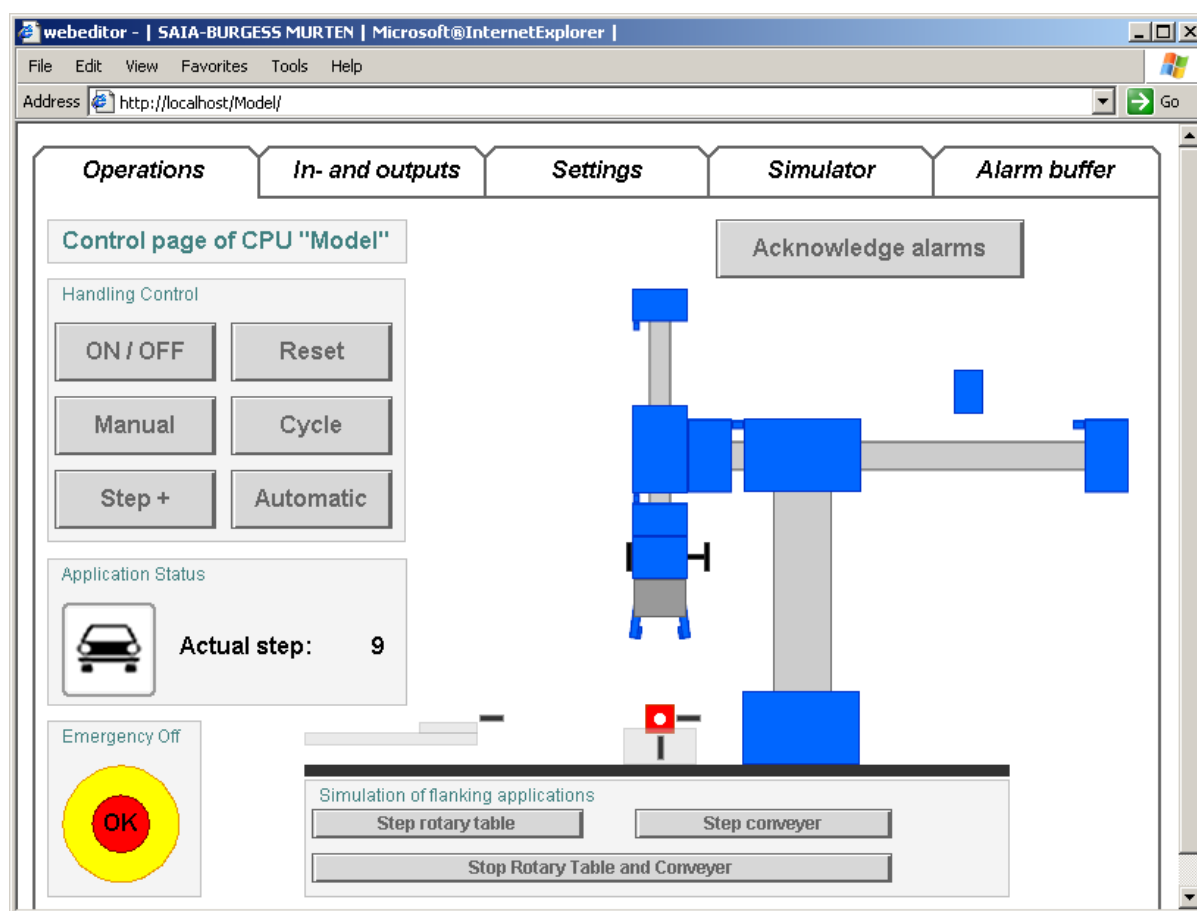 webeditor - | SAIA-BURGESS MURTEN | Microsoft®InternetExplorer |
File Edit View Favorites Tools Help
Address http://localhost/Model/ Go
Operations In- and outputs Settings Simulator Alarm buffer
Control page of CPU "Model"
Acknowledge alarms
Handling Control
ON / OFF Reset
Manual Cycle
Step + Automatic
Application Status
Actual step: 9
Emergency Off
OK
Simulation of flanking applications
Step rotary table Step conveyer
Stop Rotary Table and Conveyer